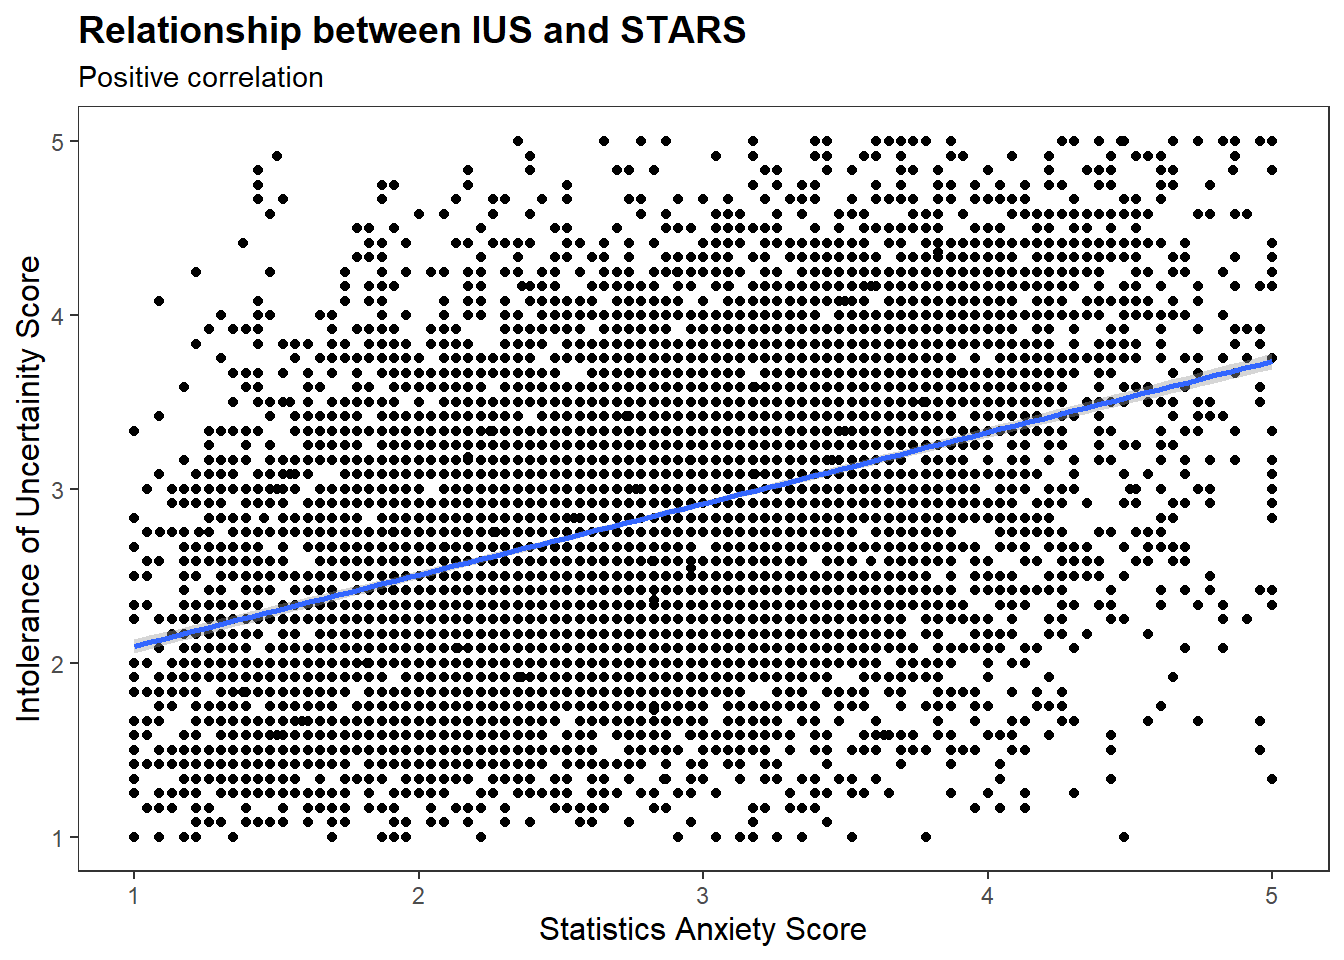 Relationship between IUS and STARS
Positive correlation
5
4
3
2
1
Intolerance of Uncertainity Score
1 2 3 4 5
Statistics Anxiety Score